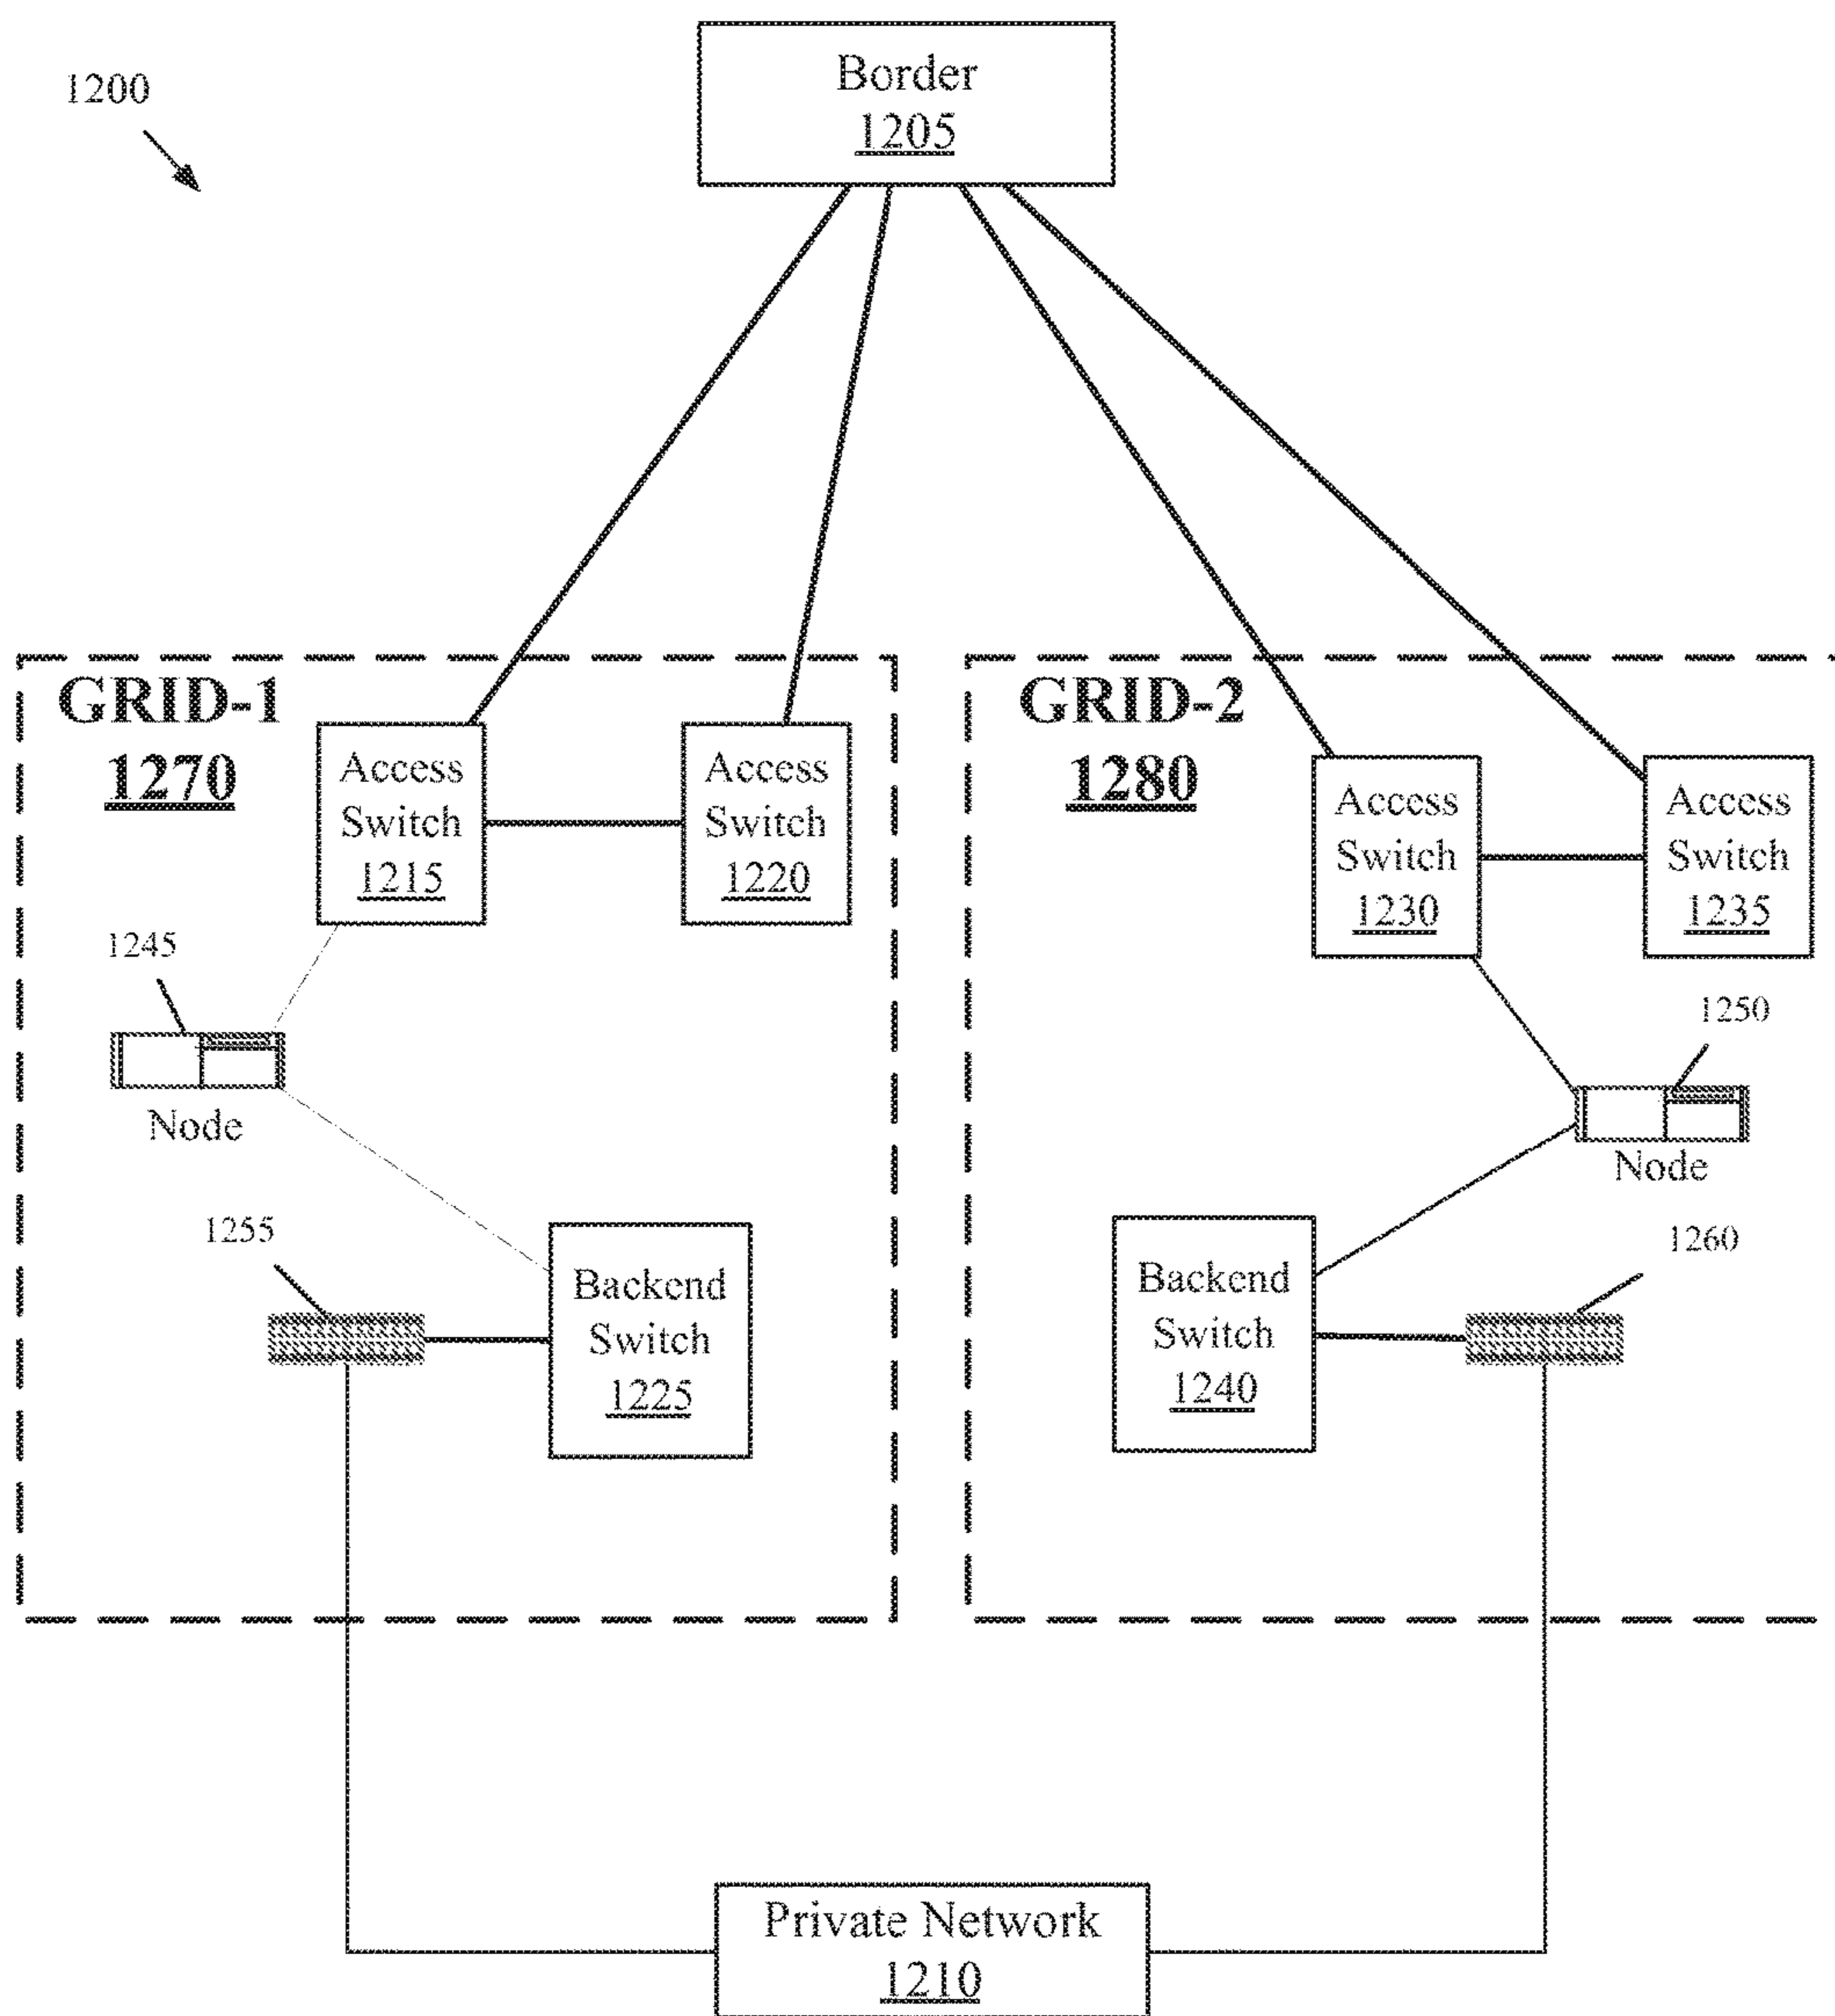 1200
Border
1205
GRID-1
1270
Access
Switch
1215
Access
Switch
1220
GRID-2
1280
Access
Switch
1230
Access
Switch
1235
1245
Node
1250
Node
1255
Backend
Switch
1225
Backend
Switch
1240
1260
Private Network
1210